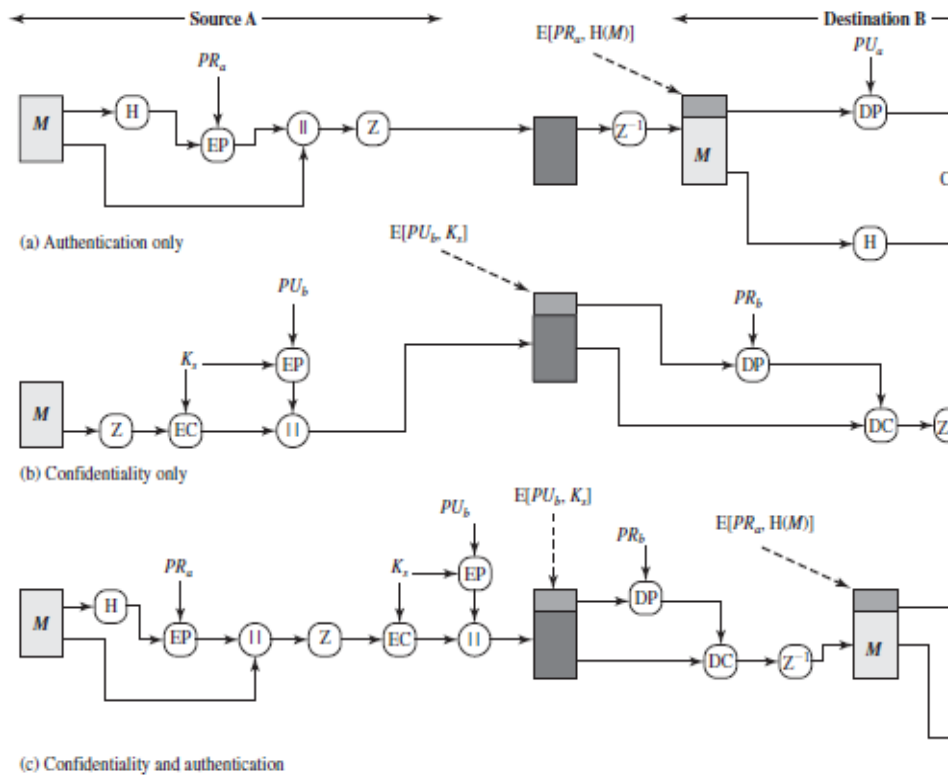 Source A
Destination B
E[PRa, H(M)]
PUa
PRa
M
H
EP
||
Z
Z⁻¹
M
DP
H
C
(a) Authentication only
E[PUb, Ks]
PUb
PRb
Ks
EP
DP
M
Z
EC
||
DC
Z
(b) Confidentiality only
E[PUb, Ks]
PUb
PRb
E[PRa, H(M)]
PRa
Ks
EP
DP
M
H
EP
||
Z
EC
||
DC
Z⁻¹
M
(c) Confidentiality and authentication